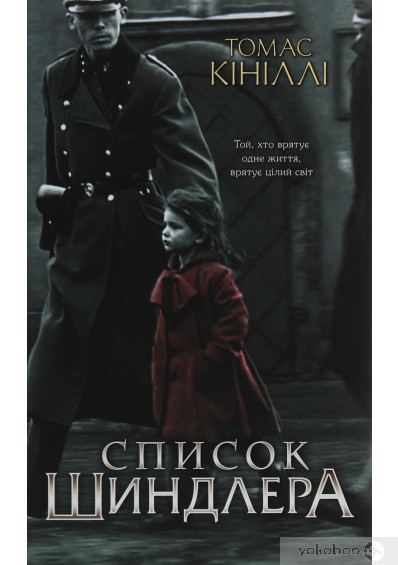 ТОМАС
КІНІЛЛІ
Той, хто врятує
одне життя,
врятує цілий світ
СПИСОК
ШИНДЛЕРА
yakaboo